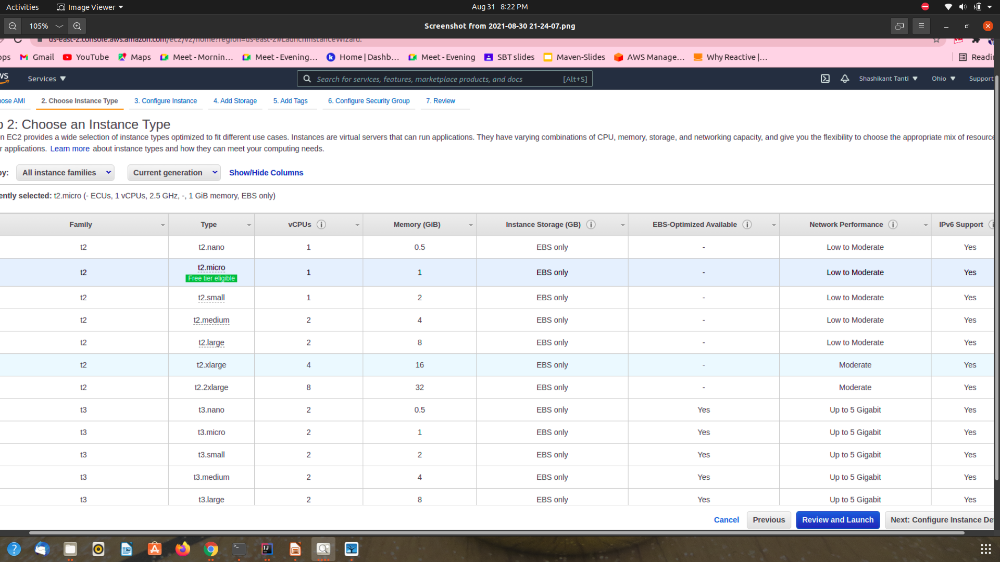 Activities Image Viewer Aug 31 8:22 PM
105% Screenshot from 2021-08-30 21-24-07.png
us-east-2.console.aws.amazon.com/ec2/v2/home?region=us-east-2#LaunchInstanceWizard:
ops Gmail YouTube Maps Meet - Mornin... Meet - Evening... Home | Dashb... Meet - Evening SBT slides Maven-Slides AWS Manage... Why Reactive |... Readi
ws Services Search for services, features, marketplace products, and docs [Alt+S] Shashikant Tanti Ohio Support
ose AMI 2. Choose Instance Type 3. Configure Instance 4. Add Storage 5. Add Tags 6. Configure Security Group 7. Review
p 2: Choose an Instance Type
n EC2 provides a wide selection of instance types optimized to fit different use cases. Instances are virtual servers that can run applications. They have varying combinations of CPU, memory, storage, and networking capacity, and give you the flexibility to choose the appropriate mix of resource
r applications. Learn more about instance types and how they can meet your computing needs.
by: All instance families Current generation Show/Hide Columns
ently selected: t2.micro (- ECUs, 1 vCPUs, 2.5 GHz, -, 1 GiB memory, EBS only)
Family Type vCPUs Memory (GiB) Instance Storage (GB) EBS-Optimized Available Network Performance IPv6 Support
t2 t2.nano 1 0.5 EBS only - Low to Moderate Yes
t2 t2.micro 1 1 EBS only - Low to Moderate Yes
Free tier eligible
t2 t2.small 1 2 EBS only - Low to Moderate Yes
t2 t2.medium 2 4 EBS only - Low to Moderate Yes
t2 t2.large 2 8 EBS only - Low to Moderate Yes
t2 t2.xlarge 4 16 EBS only - Moderate Yes
t2 t2.2xlarge 8 32 EBS only - Moderate Yes
t3 t3.nano 2 0.5 EBS only Yes Up to 5 Gigabit Yes
t3 t3.micro 2 1 EBS only Yes Up to 5 Gigabit Yes
t3 t3.small 2 2 EBS only Yes Up to 5 Gigabit Yes
t3 t3.medium 2 4 EBS only Yes Up to 5 Gigabit Yes
t3 t3.large 2 8 EBS only Yes Up to 5 Gigabit Yes
Cancel Previous Review and Launch Next: Configure Instance De